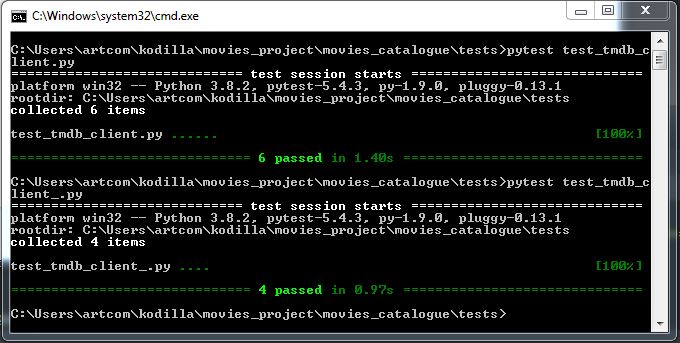 C:\Windows\system32\cmd.exe
C:\Users\artcom\kodilla\movies_project\movies_catalogue\tests>pytest test_tmdb_c
lient.py
============================= test session starts =============================
platform win32 -- Python 3.8.2, pytest-5.4.3, py-1.9.0, pluggy-0.13.1
rootdir: C:\Users\artcom\kodilla\movies_project\movies_catalogue\tests
collected 6 items
test_tmdb_client.py ...... [100%]
============================== 6 passed in 1.40s ==============================
C:\Users\artcom\kodilla\movies_project\movies_catalogue\tests>pytest test_tmdb_c
lient_.py
============================= test session starts =============================
platform win32 -- Python 3.8.2, pytest-5.4.3, py-1.9.0, pluggy-0.13.1
rootdir: C:\Users\artcom\kodilla\movies_project\movies_catalogue\tests
collected 4 items
test_tmdb_client_.py .... [100%]
============================== 4 passed in 0.97s ==============================
C:\Users\artcom\kodilla\movies_project\movies_catalogue\tests>